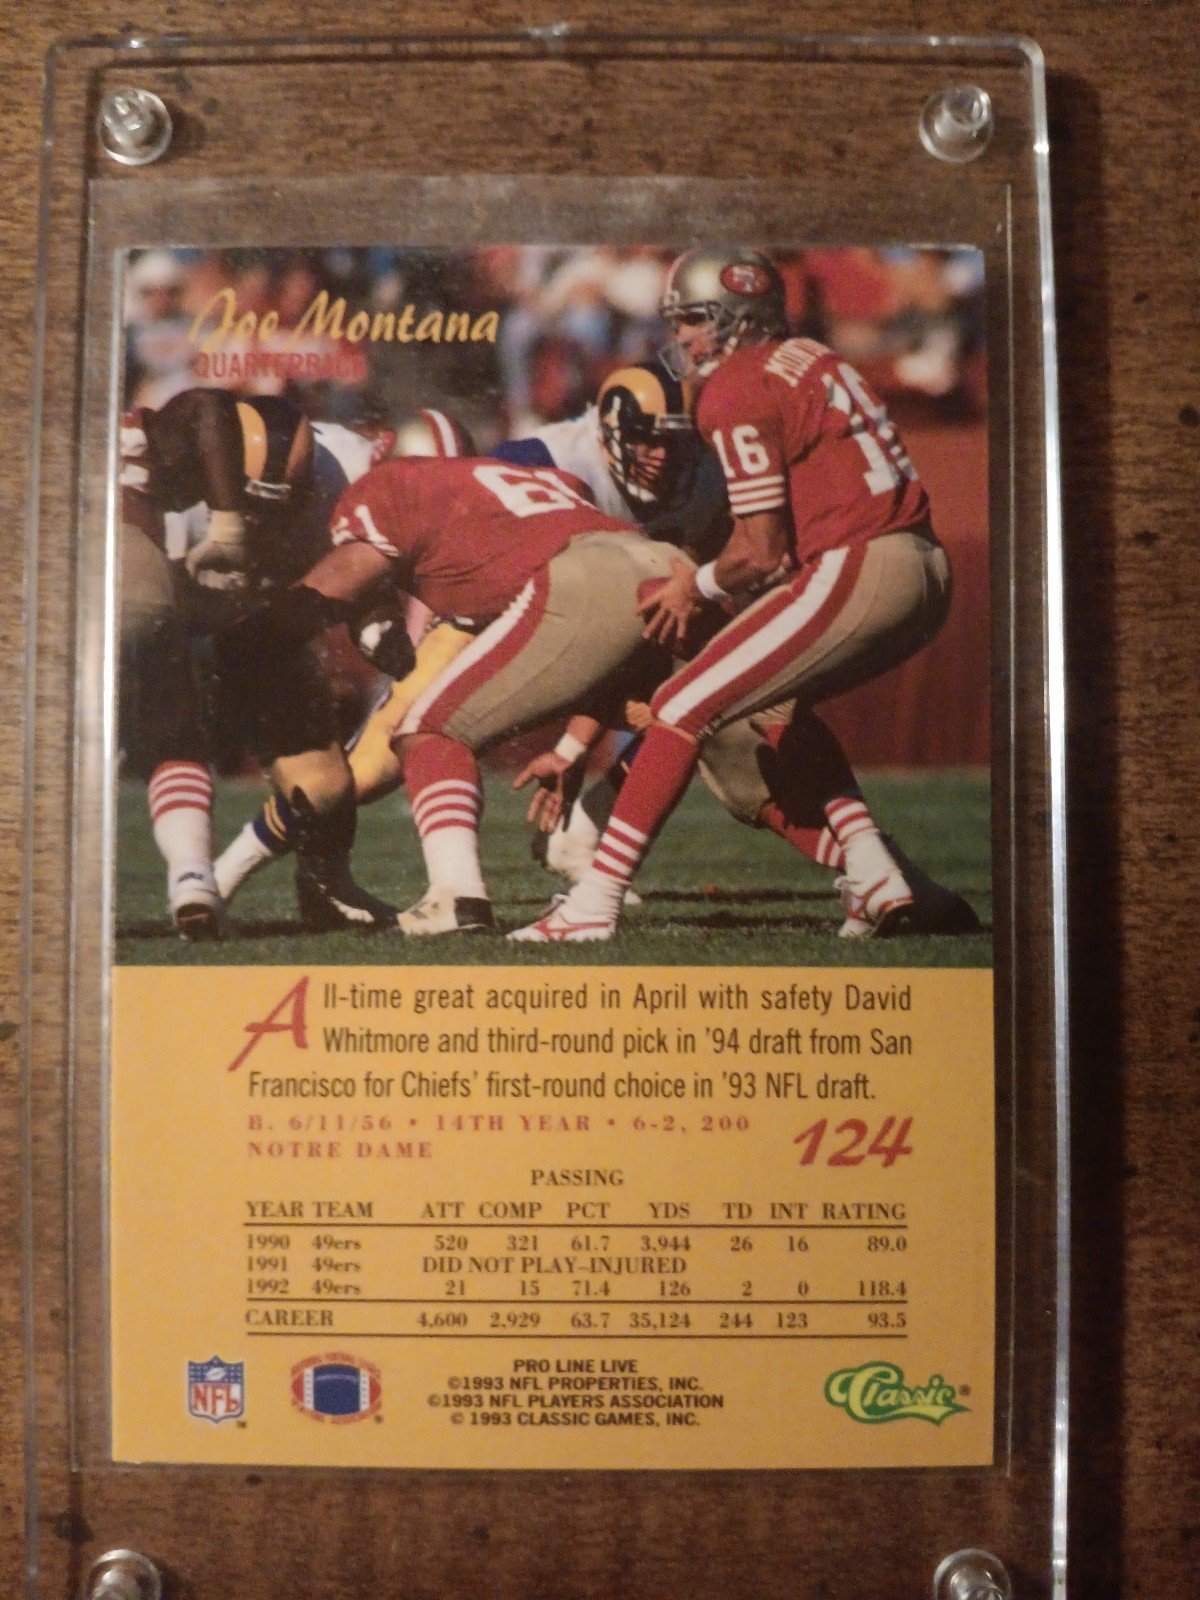 Joe Montana
QUARTERBACK
MONTANA
16
16
61
61
All-time great acquired in April with safety David
Whitmore and third-round pick in '94 draft from San
Francisco for Chiefs' first-round choice in '93 NFL draft.
B. 6/11/56 • 14TH YEAR • 6-2, 200
NOTRE DAME
124
PASSING
YEAR TEAM ATT COMP PCT YDS TD INT RATING
1990 49ers 520 321 61.7 3,944 26 16 89.0
1991 49ers DID NOT PLAY–INJURED
1992 49ers 21 15 71.4 126 2 0 118.4
CAREER 4,600 2,929 63.7 35,124 244 123 93.5
NFL
TM
PRO LINE LIVE
©1993 NFL PROPERTIES, INC.
©1993 NFL PLAYERS ASSOCIATION
© 1993 CLASSIC GAMES, INC.
Classic®